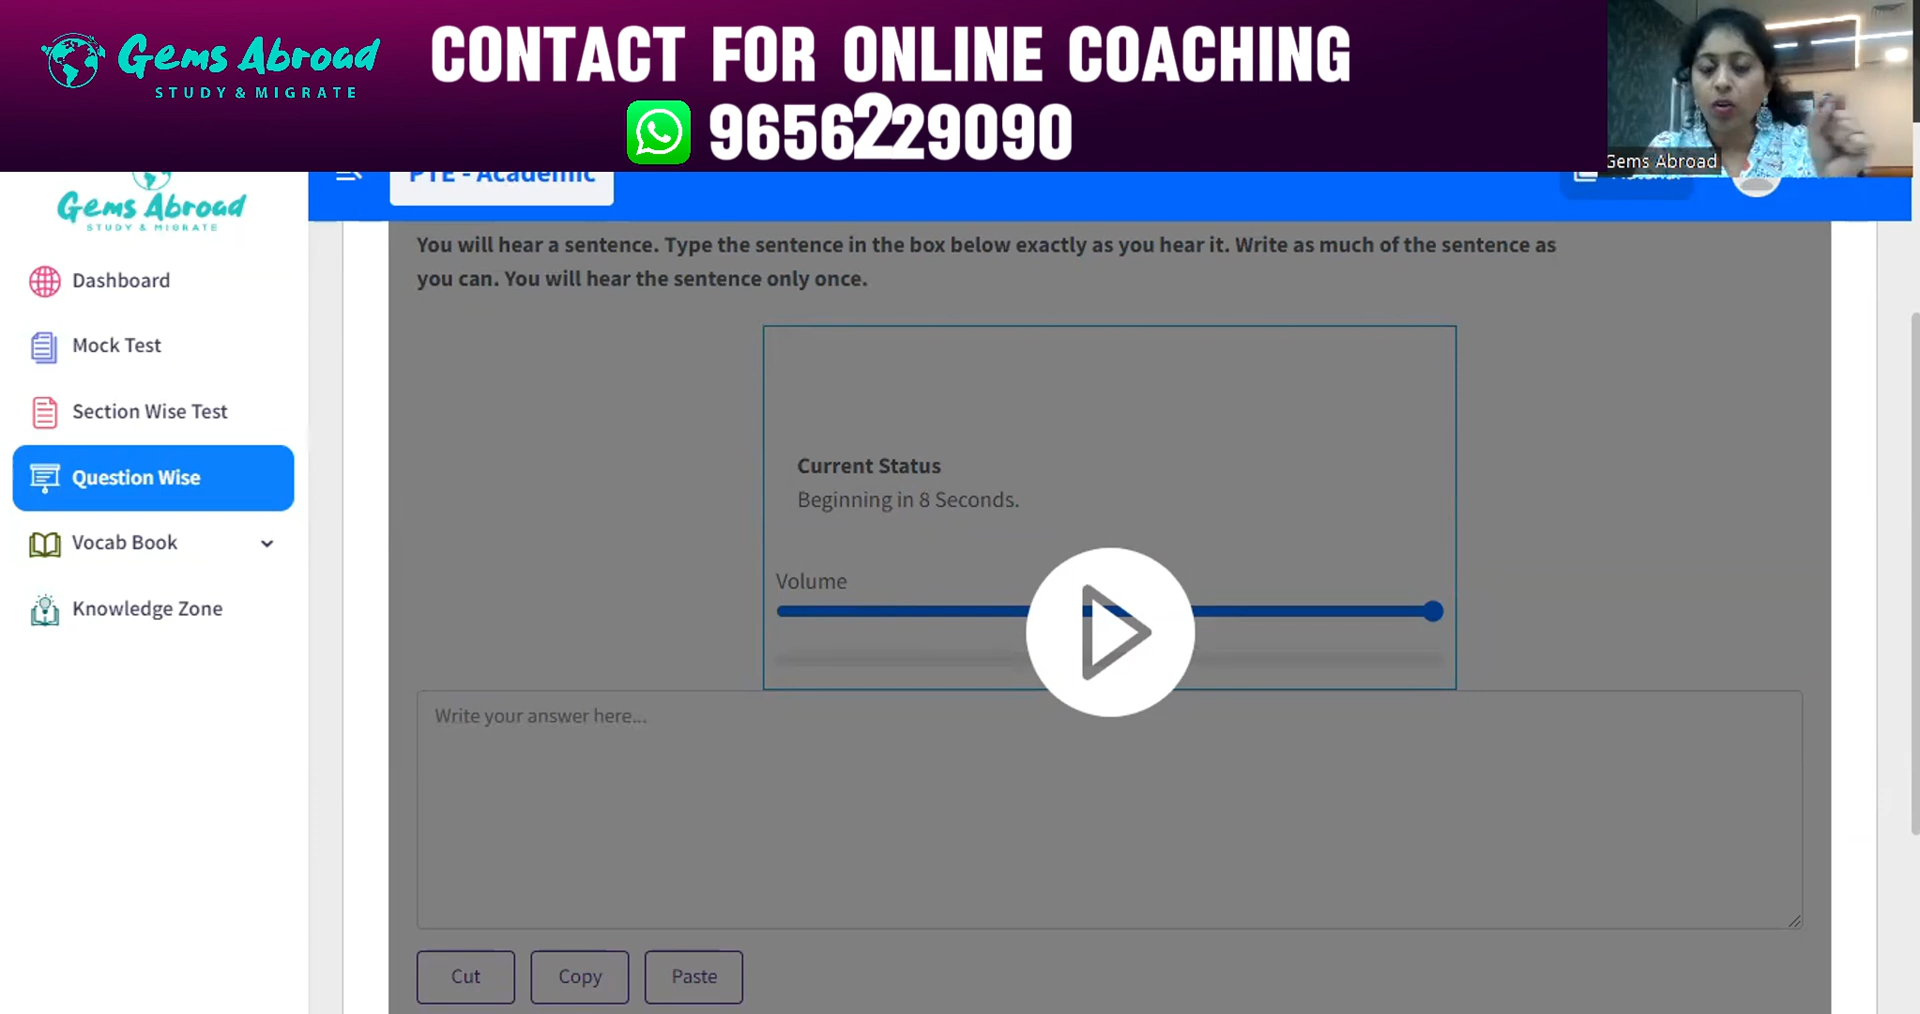 Gems Abroad
STUDY & MIGRATE
CONTACT FOR ONLINE COACHING
9656229090
Gems Abroad
Gems Abroad
STUDY & MIGRATE
PTE - Academic
Dashboard
Mock Test
Section Wise Test
Question Wise
Vocab Book
Knowledge Zone
You will hear a sentence. Type the sentence in the box below exactly as you hear it. Write as much of the sentence as
you can. You will hear the sentence only once.
Current Status
Beginning in 8 Seconds.
Volume
Write your answer here...
Cut
Copy
Paste